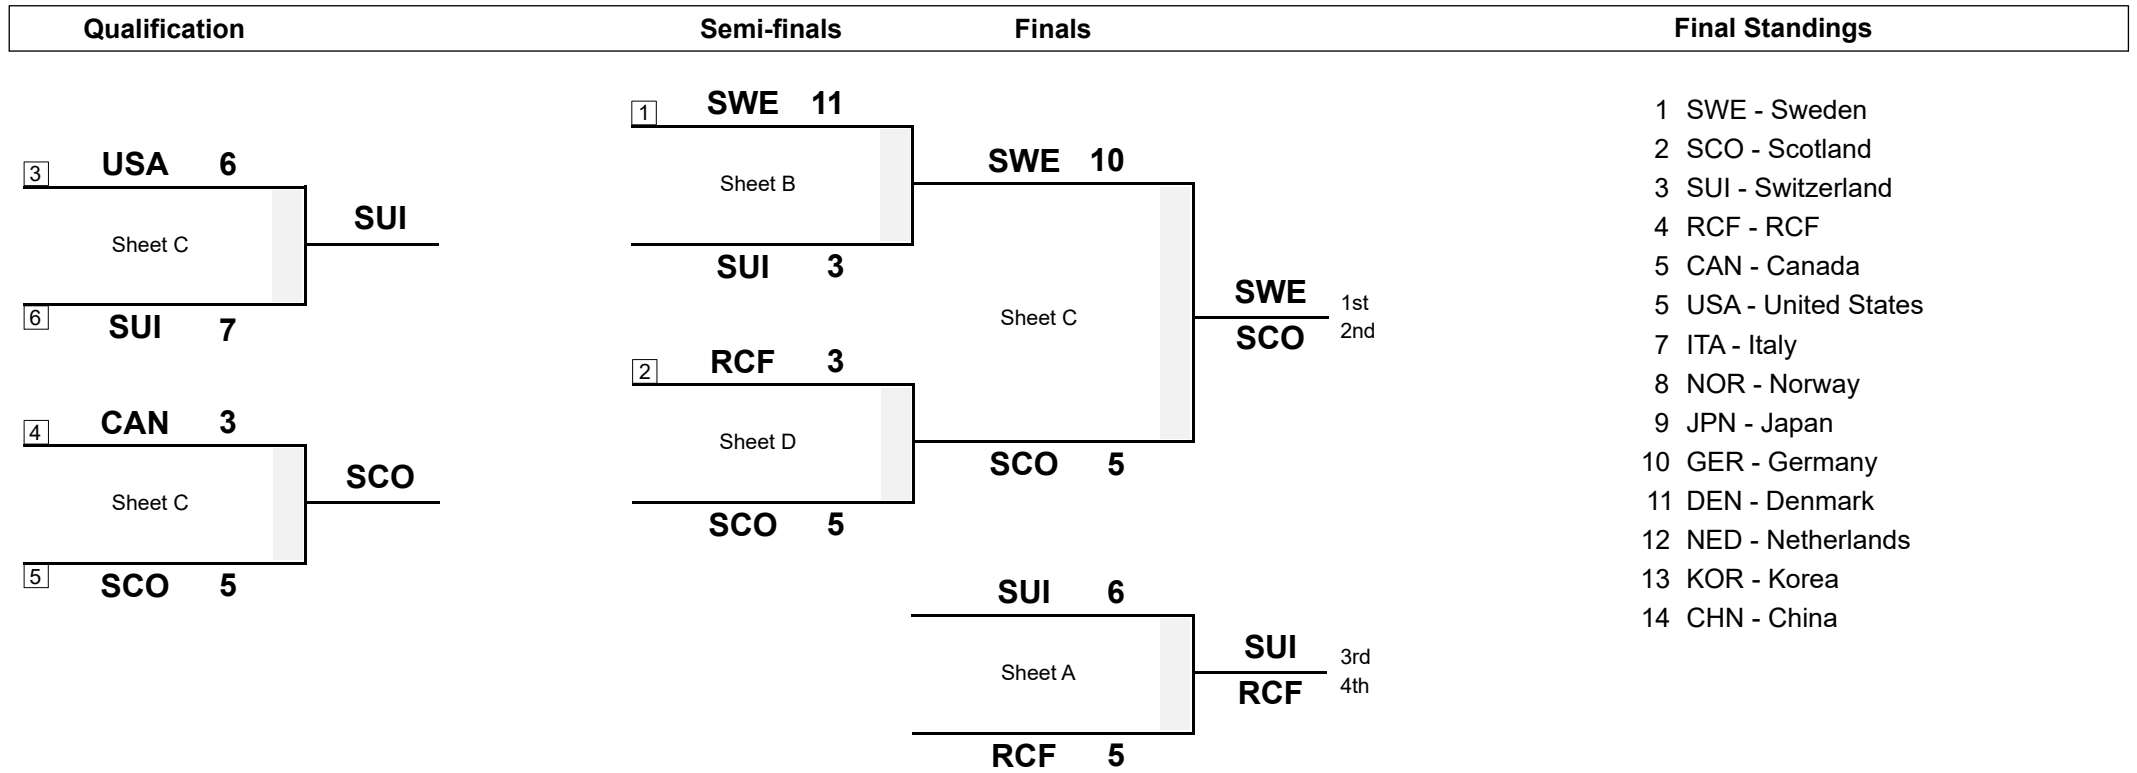 Qualification Semi-finals Finals Final Standings
3 USA 6
Sheet C
6 SUI 7
SUI
4 CAN 3
Sheet C
5 SCO 5
SCO
1 SWE 11
Sheet B
SUI 3
2 RCF 3
Sheet D
SCO 5
SWE 10
Sheet C
SCO 5
SWE 1st
SCO 2nd
SUI 6
Sheet A
RCF 5
SUI 3rd
RCF 4th
1 SWE - Sweden
2 SCO - Scotland
3 SUI - Switzerland
4 RCF - RCF
5 CAN - Canada
5 USA - United States
7 ITA - Italy
8 NOR - Norway
9 JPN - Japan
10 GER - Germany
11 DEN - Denmark
12 NED - Netherlands
13 KOR - Korea
14 CHN - China